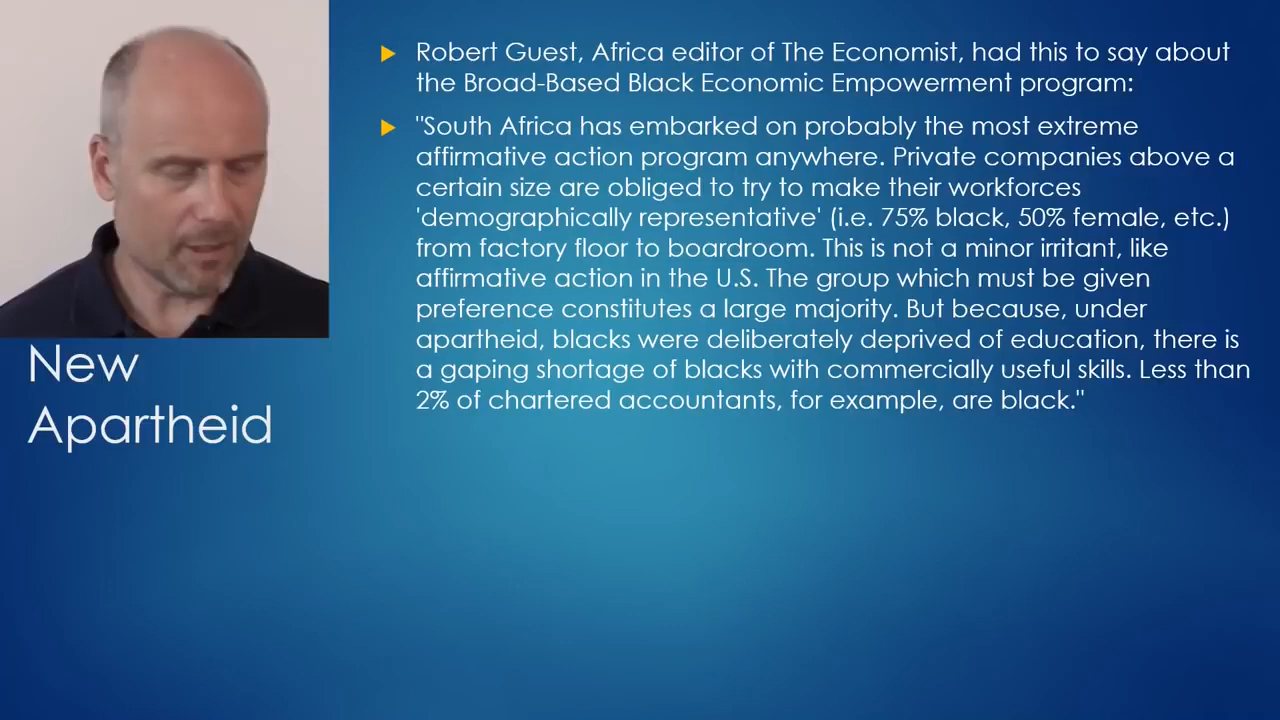 Robert Guest, Africa editor of The Economist, had this to say about
the Broad-Based Black Economic Empowerment program:
"South Africa has embarked on probably the most extreme
affirmative action program anywhere. Private companies above a
certain size are obliged to try to make their workforces
'demographically representative' (i.e. 75% black, 50% female, etc.)
from factory floor to boardroom. This is not a minor irritant, like
affirmative action in the U.S. The group which must be given
preference constitutes a large majority. But because, under
apartheid, blacks were deliberately deprived of education, there is
a gaping shortage of blacks with commercially useful skills. Less than
2% of chartered accountants, for example, are black."
New
Apartheid